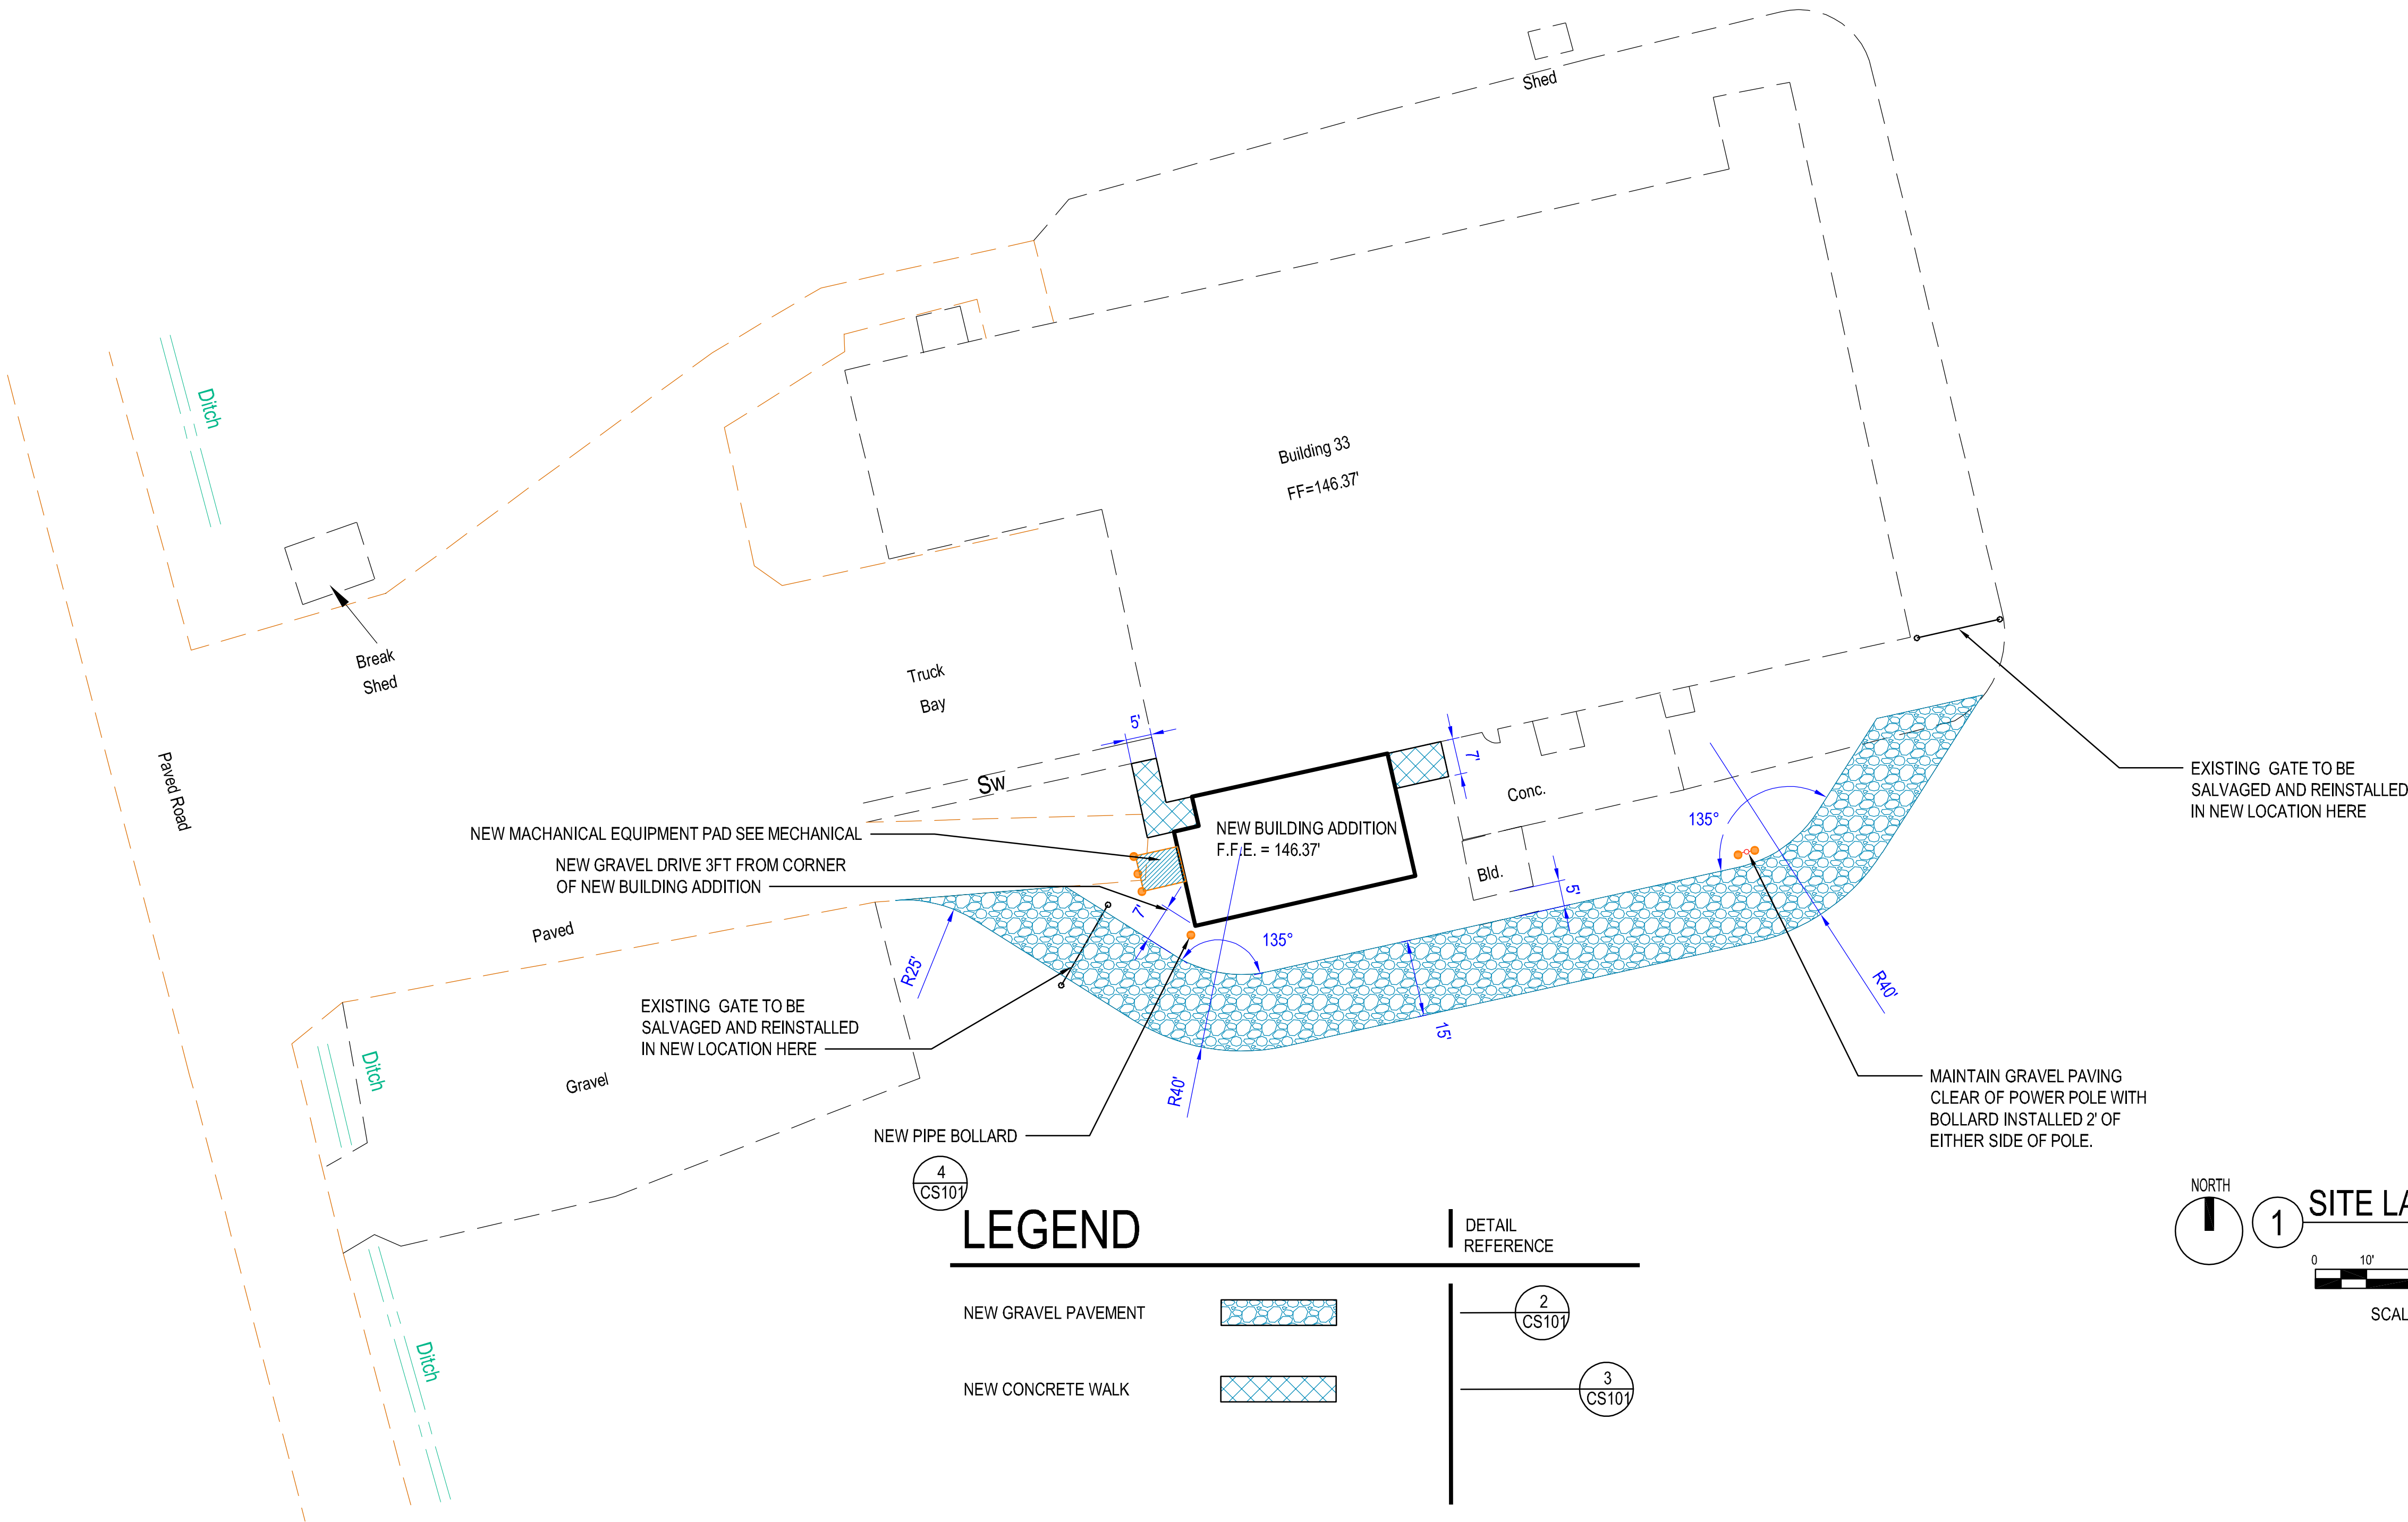 Shed
Ditch
Building 33
FF=146.37'
Break
Shed
Truck
Bay
Paved Road
5'
7'
Sw
Conc.
EXISTING GATE TO BE
SALVAGED AND REINSTALLED
IN NEW LOCATION HERE
NEW MACHANICAL EQUIPMENT PAD SEE MECHANICAL
NEW BUILDING ADDITION
F.F.E. = 146.37'
135°
NEW GRAVEL DRIVE 3FT FROM CORNER
OF NEW BUILDING ADDITION
Bld.
5'
7'
Paved
135°
R25'
R40'
EXISTING GATE TO BE
SALVAGED AND REINSTALLED
IN NEW LOCATION HERE
15'
Ditch
Gravel
R40'
MAINTAIN GRAVEL PAVING
CLEAR OF POWER POLE WITH
BOLLARD INSTALLED 2' OF
EITHER SIDE OF POLE.
NEW PIPE BOLLARD
4
CS101
NORTH
1
SITE LA
0 10'
SCAL
LEGEND
DETAIL
REFERENCE
NEW GRAVEL PAVEMENT
2
CS101
Ditch
NEW CONCRETE WALK
3
CS101